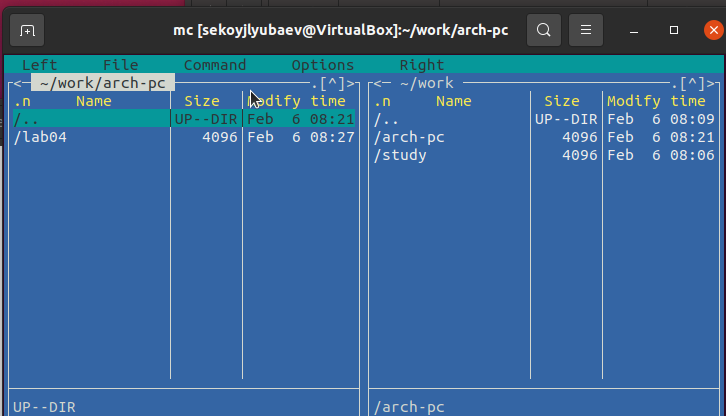 mc [sekoyjlyubaev@VirtualBox]:~/work/arch-pc
Left File Command Options Right
<─ ~/work/arch-pc ─.[^]>
.n Name Size Modify time
/.. UP--DIR Feb 6 08:21
/lab04 4096 Feb 6 08:27
UP--DIR
<─ ~/work ─.[^]>
.n Name Size Modify time
/.. UP--DIR Feb 6 08:09
/arch-pc 4096 Feb 6 08:21
/study 4096 Feb 6 08:06
/arch-pc